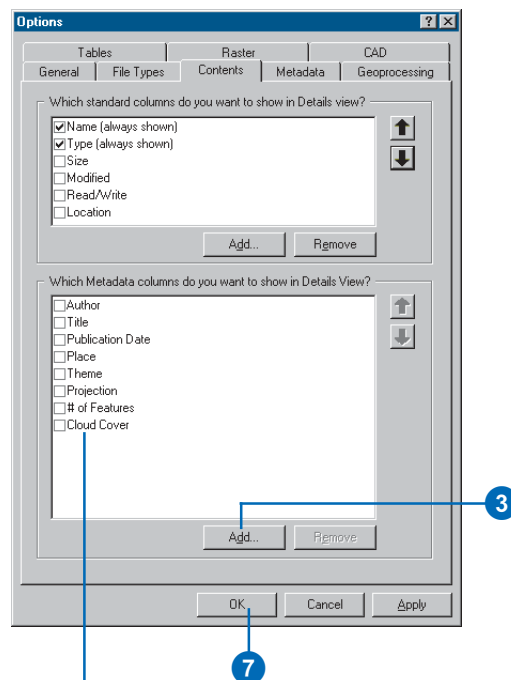 Options
Tables Raster CAD
General File Types Contents Metadata Geoprocessing
Which standard columns do you want to show in Details view?
Name (always shown)
Type (always shown)
Size
Modified
Read/Write
Location
Add... Remove
Which Metadata columns do you want to show in Details View?
Author
Title
Publication Date
Place
Theme
Projection
# of Features
Cloud Cover
3
Add... Remove
OK Cancel Apply
7